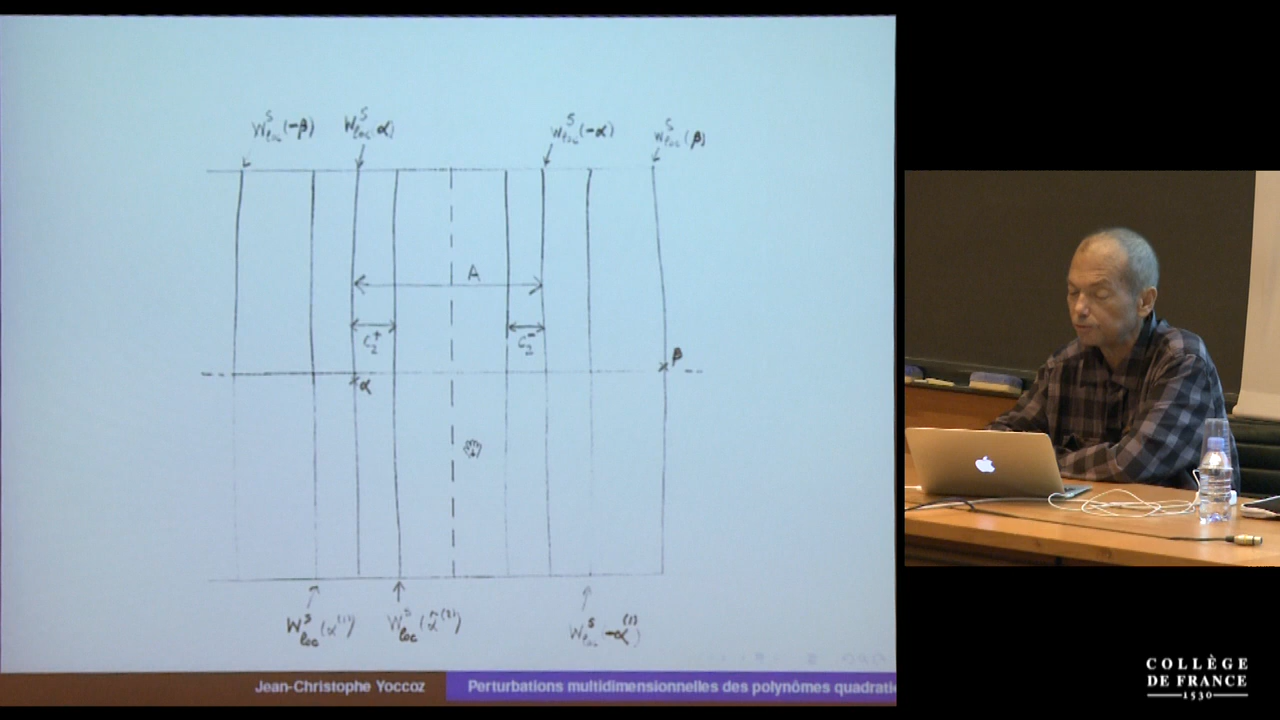 W^S_loc(-β) W^S_loc(α) W^S_loc(-α) W^S_loc(β)
A
C_2^+ C_2^-
α β
W^S_loc(α^(1)) W^S_loc(α̂^(2)) W^S_loc(-α^(1))
Jean-Christophe Yoccoz Perturbations multidimensionnelles des polynômes quadrati
COLLÈGE
DE FRANCE
1530